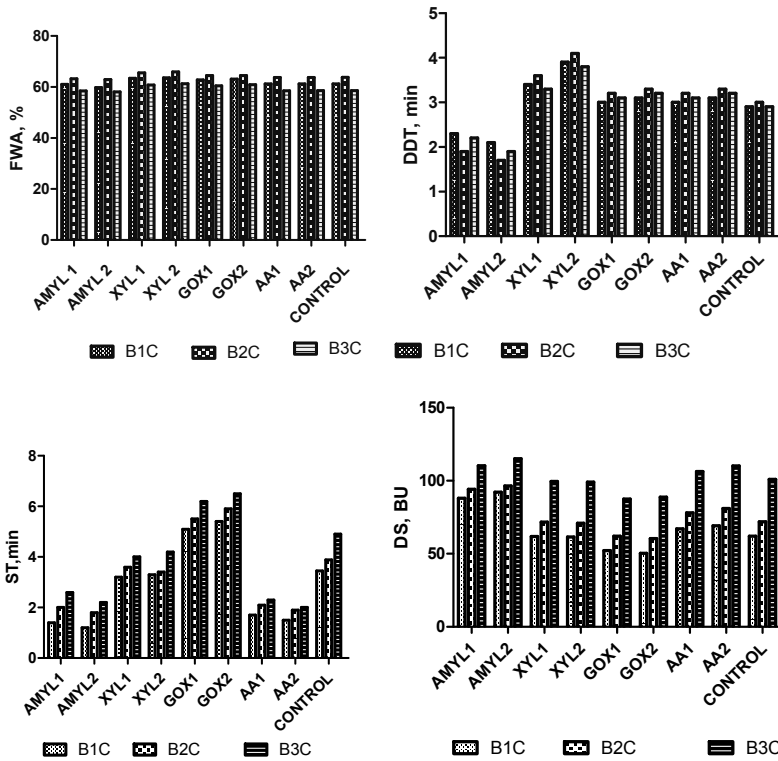 FWA, %
80
60
40
20
0
AMYL 1 AMYL 2 XYL 1 XYL 2 GOX1 GOX2 AA1 AA2 CONTROL
B1C B2C B3C
DDT, min
5
4
3
2
1
0
AMYL1 AMYL2 XYL1 XYL2 GOX1 GOX2 AA1 AA2 CONTROL
B1C B2C B3C
ST,min
8
6
4
2
0
AMYL1 AMYL2 XYL1 XYL2 GOX1 GOX2 AA1 AA2 CONTROL
B1C B2C B3C
DS, BU
150
100
50
0
AMYL1 AMYL2 XYL1 XYL2 GOX1 GOX2 AA1 AA2 CONTROL
B1C B2C B3C